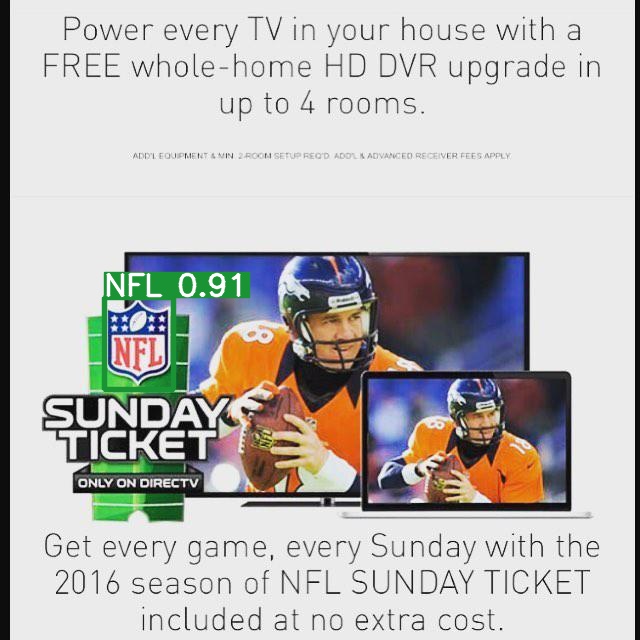 Power every TV in your house with a
FREE whole-home HD DVR upgrade in
up to 4 rooms.
ADD'L EQUIPMENT & MIN. 2-ROOM SETUP REQ'D. ADD'L & ADVANCED RECEIVER FEES APPLY.
NFL 0.91
NFL
SUNDAY
TICKET
ONLY ON DIRECTV
18
18
Get every game, every Sunday with the
2016 season of NFL SUNDAY TICKET
included at no extra cost.